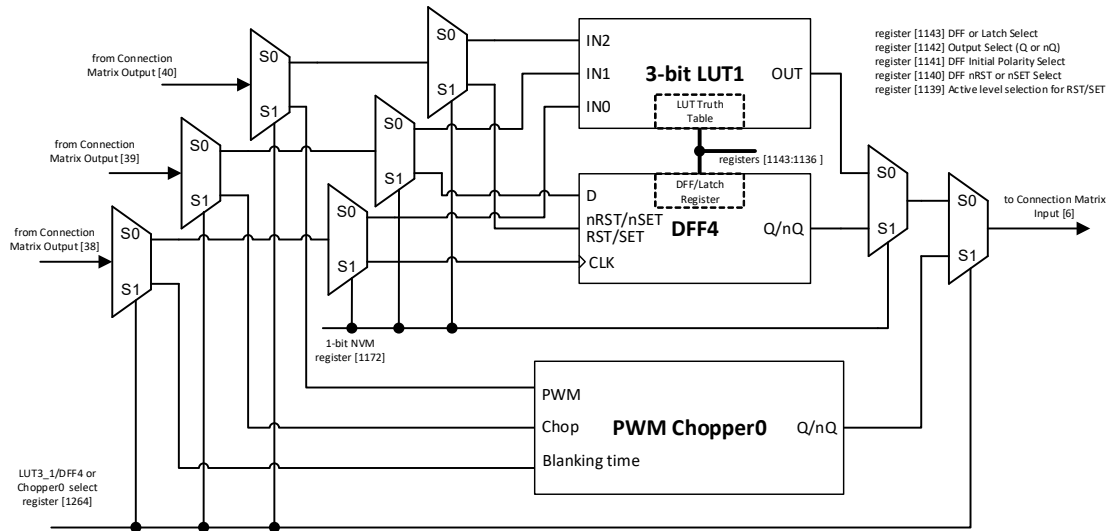 from Connection
Matrix Output [40]
S0
S1
from Connection
Matrix Output [39]
S0
S1
from Connection
Matrix Output [38]
S0
S1
S0
S1
S0
S1
S0
S1
IN2
IN1
IN0
3-bit LUT1
OUT
LUT Truth
Table
registers [1143:1136 ]
DFF/Latch
Register
D
nRST/nSET
RST/SET
CLK
DFF4
Q/nQ
S0
S1
S0
S1
to Connection Matrix
Input [6]
register [1143] DFF or Latch Select
register [1142] Output Select (Q or nQ)
register [1141] DFF Initial Polarity Select
register [1140] DFF nRST or nSET Select
register [1139] Active level selection for RST/SET
1-bit NVM
register [1172]
PWM
Chop
Blanking time
PWM Chopper0
Q/nQ
LUT3_1/DFF4 or
Chopper0 select
register [1264]